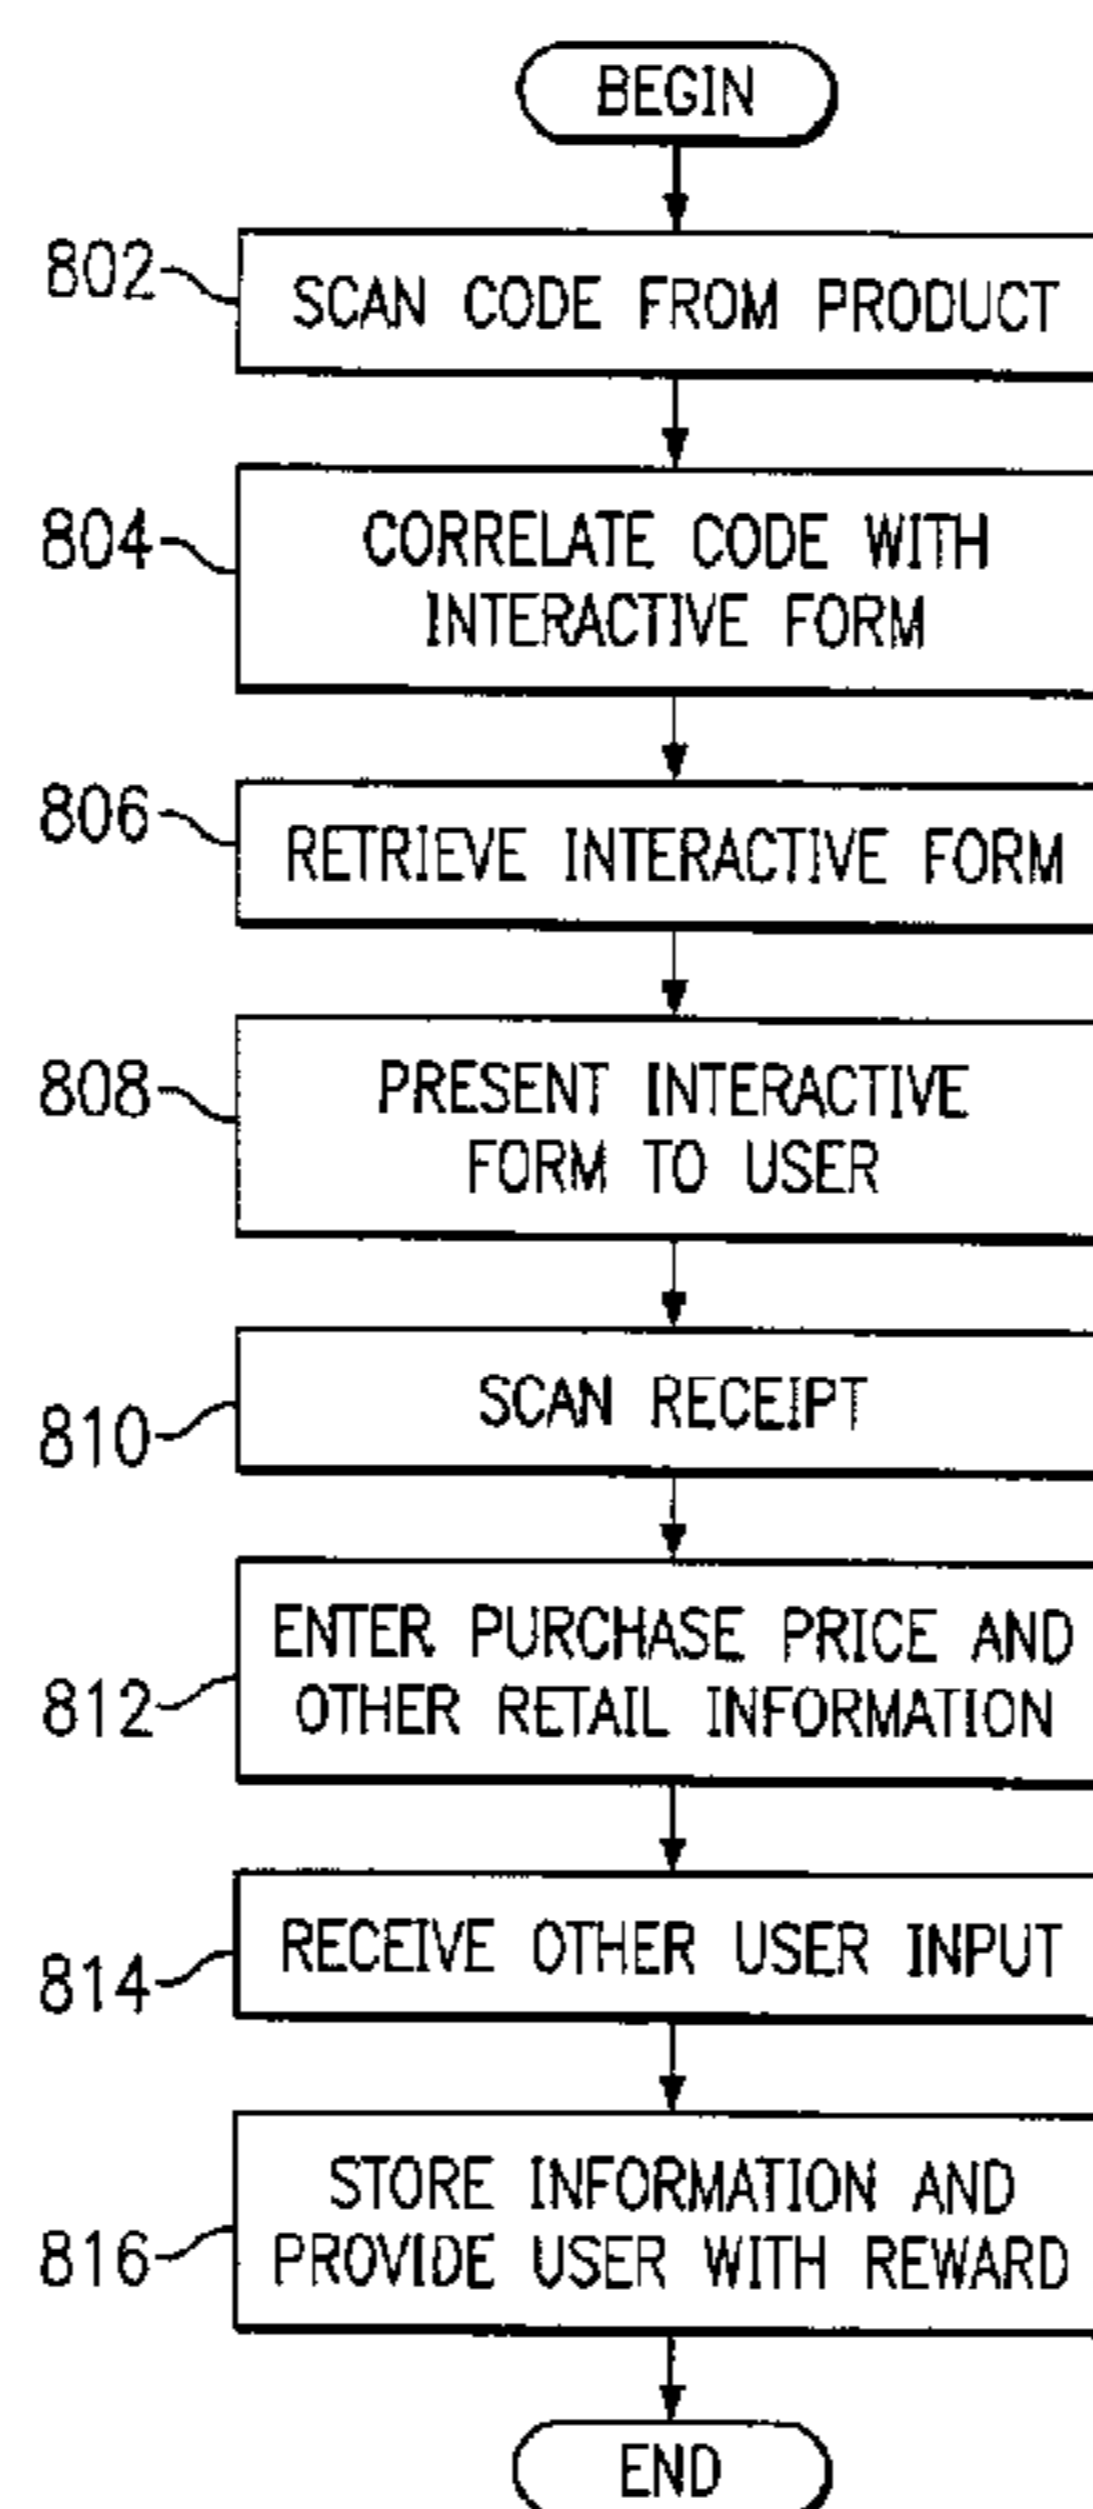 BEGIN
802
SCAN CODE FROM PRODUCT
804
CORRELATE CODE WITH
INTERACTIVE FORM
806
RETRIEVE INTERACTIVE FORM
808
PRESENT INTERACTIVE
FORM TO USER
810
SCAN RECEIPT
812
ENTER PURCHASE PRICE AND
OTHER RETAIL INFORMATION
814
RECEIVE OTHER USER INPUT
816
STORE INFORMATION AND
PROVIDE USER WITH REWARD
END